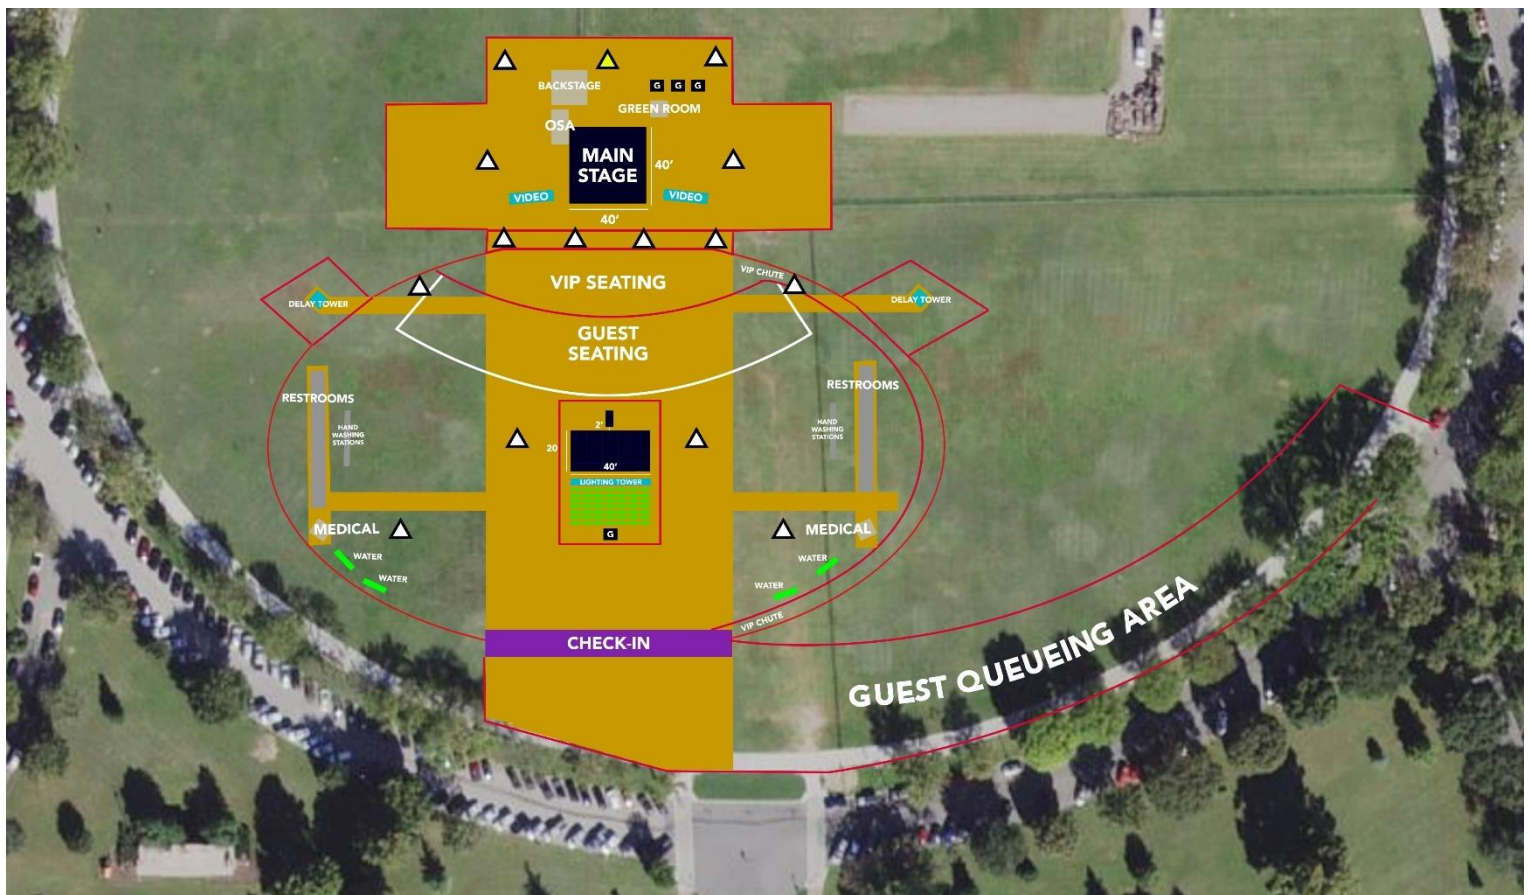 BACKSTAGE
G G G
GREEN ROOM
OSA
MAIN
STAGE
40'
VIDEO
VIDEO
40'
VIP SEATING
VIP CHUTE
DELAY TOWER
DELAY TOWER
GUEST
SEATING
RESTROOMS
RESTROOMS
HAND
WASHING
STATIONS
HAND
WASHING
STATIONS
2'
20
40'
LIGHTING TOWER
G
MEDICAL
MEDICAL
WATER
WATER
WATER
WATER
VIP CHUTE
CHECK-IN
GUEST QUEUEING AREA